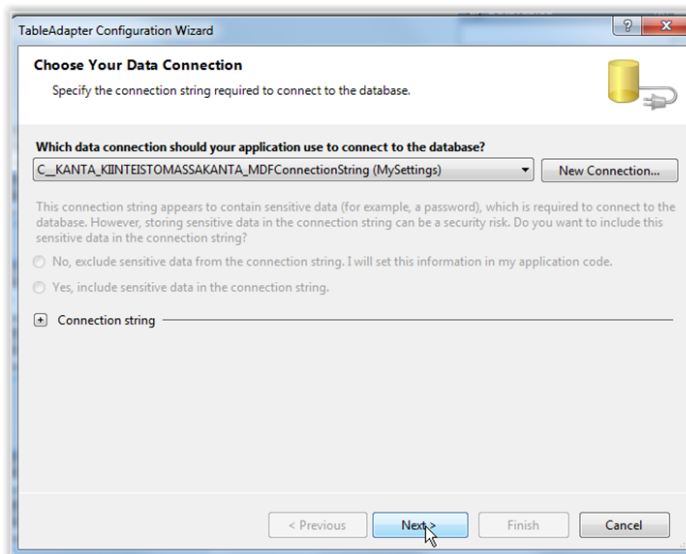 TableAdapter Configuration Wizard
Choose Your Data Connection
Specify the connection string required to connect to the database.
Which data connection should your application use to connect to the database?
C__KANTA_KIINTEISTOMASSAKANTA_MDFConnectionString (MySettings)
New Connection...
This connection string appears to contain sensitive data (for example, a password), which is required to connect to the
database. However, storing sensitive data in the connection string can be a security risk. Do you want to include this
sensitive data in the connection string?
No, exclude sensitive data from the connection string. I will set this information in my application code.
Yes, include sensitive data in the connection string.
Connection string
< Previous
Next >
Finish
Cancel